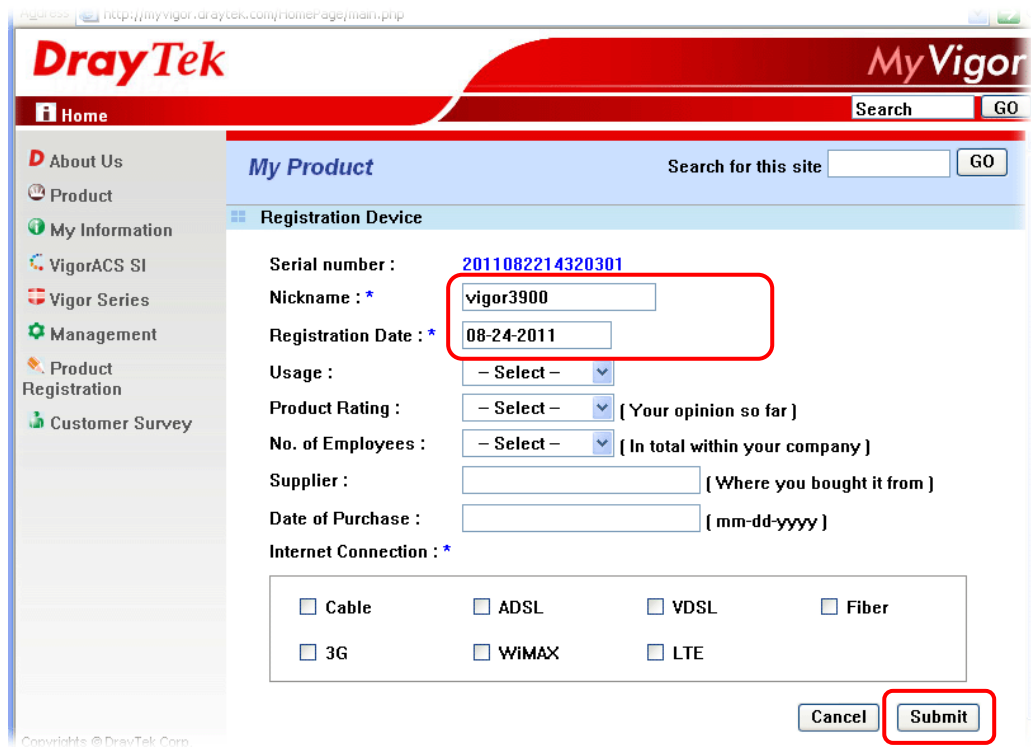 Address http://myvigor.draytek.com/HomePage/main.php
DrayTek
MyVigor
i Home
Search GO
D About Us
Product
My Information
VigorACS SI
Vigor Series
Management
Product
Registration
Customer Survey
My Product
Search for this site GO
Registration Device
Serial number : 2011082214320301
Nickname : * vigor3900
Registration Date : * 08-24-2011
Usage : – Select –
Product Rating : – Select – ( Your opinion so far )
No. of Employees : – Select – ( In total within your company )
Supplier : ( Where you bought it from )
Date of Purchase : ( mm-dd-yyyy )
Internet Connection : *
Cable ADSL VDSL Fiber
3G WiMAX LTE
Cancel Submit
Copyrights © DrayTek Corp.